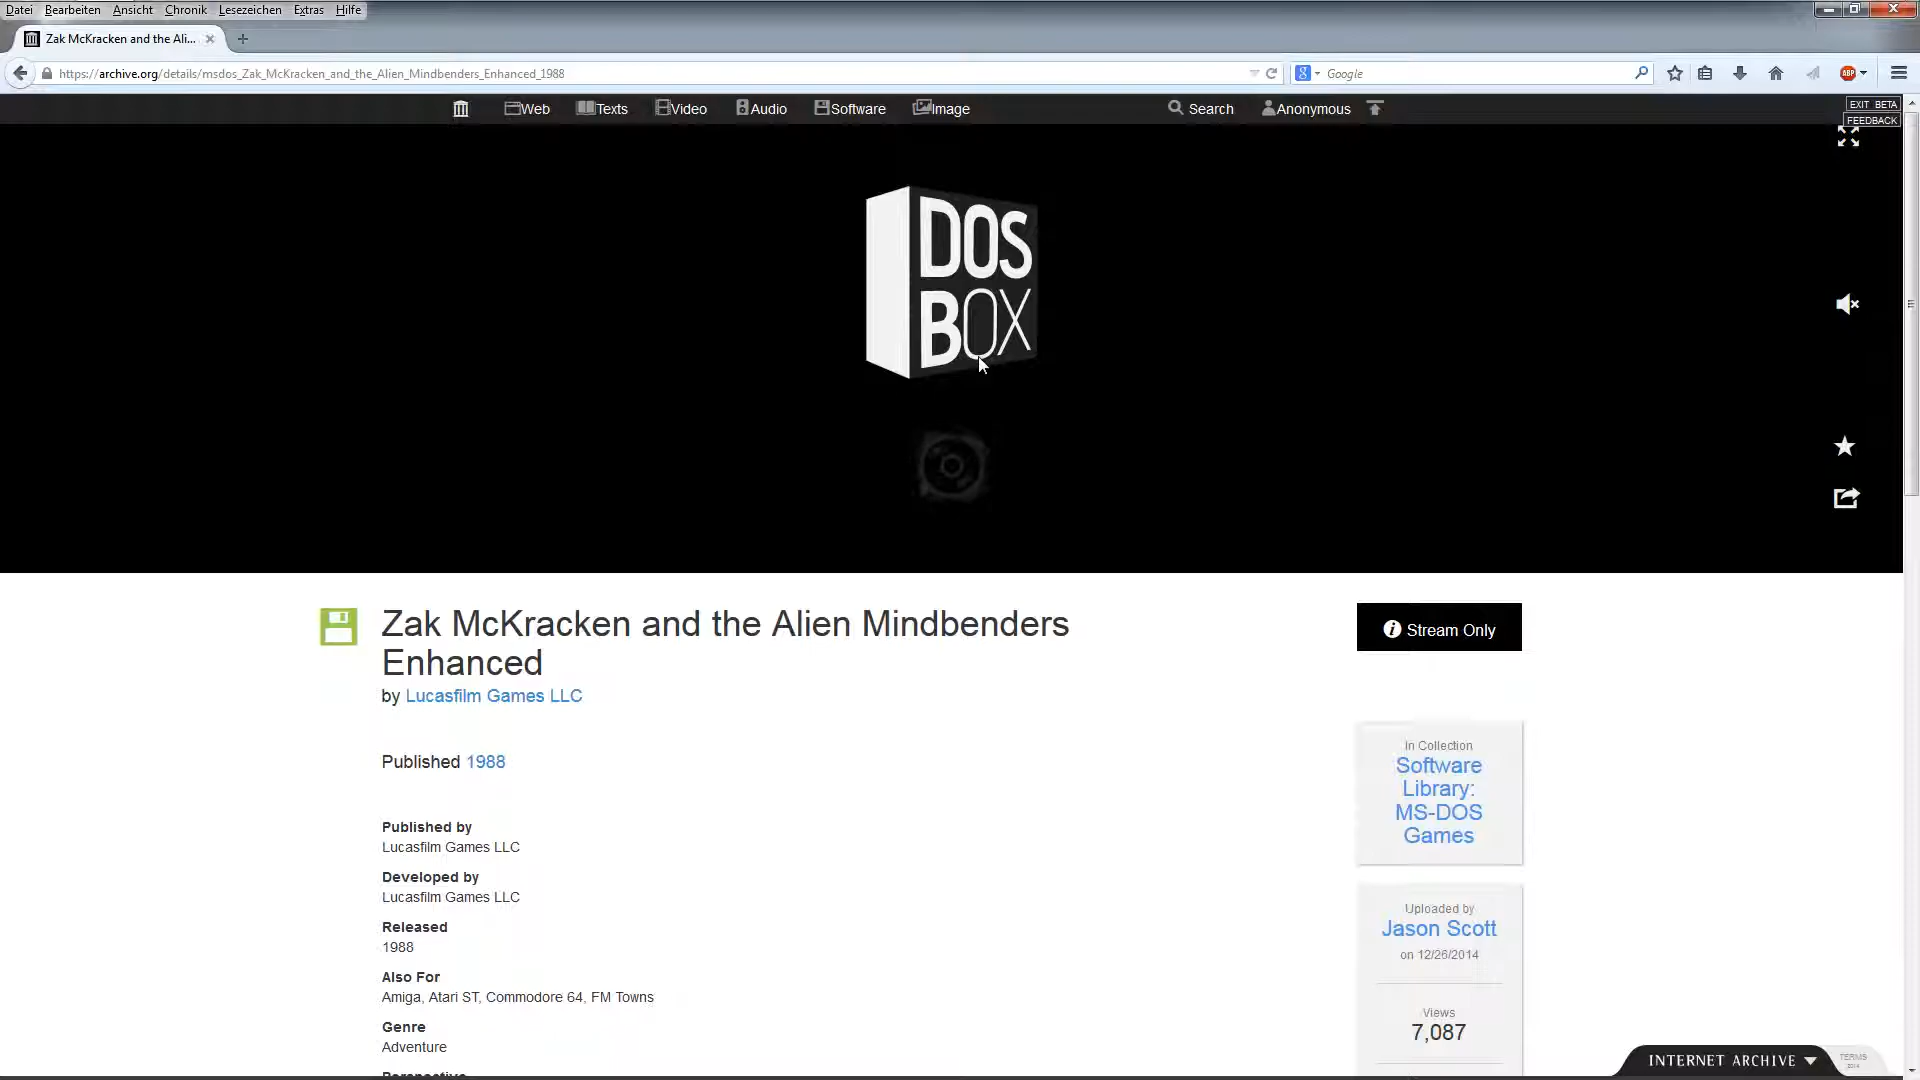 Datei Bearbeiten Ansicht Chronik Lesezeichen Extras Hilfe
Zak McKracken and the Ali...
https://archive.org/details/msdos_Zak_McKracken_and_the_Alien_Mindbenders_Enhanced_1988
Google
ABP
Web Texts Video Audio Software Image Search Anonymous
EXIT BETA
FEEDBACK
DOS
BOX
Zak McKracken and the Alien Mindbenders
Enhanced
by Lucasfilm Games LLC
Stream Only
Published 1988
In Collection
Software
Library:
MS-DOS
Games
Published by
Lucasfilm Games LLC
Developed by
Lucasfilm Games LLC
Released
1988
Also For
Amiga, Atari ST, Commodore 64, FM Towns
Genre
Adventure
Perspective
Uploaded by
Jason Scott
on 12/26/2014
Views
7,087
INTERNET ARCHIVE
TERMS
2014